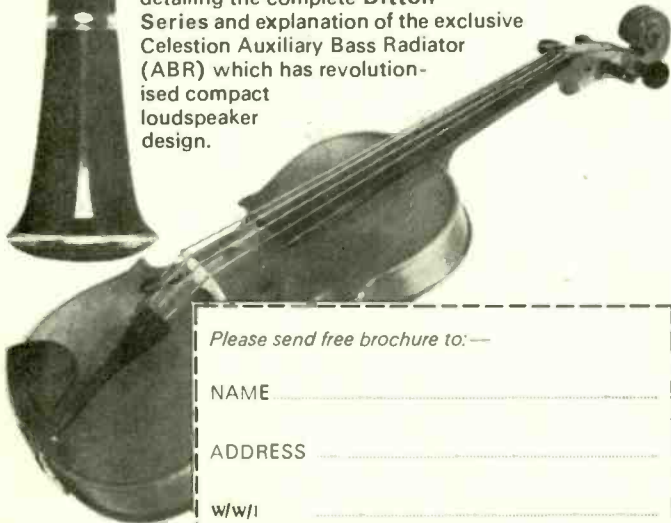 detailing the complete Ditton
Series and explanation of the exclusive
Celestion Auxiliary Bass Radiator
(ABR) which has revolution-
ised compact
loudspeaker
design.
Please send free brochure to:—
NAME
ADDRESS
W/W/1